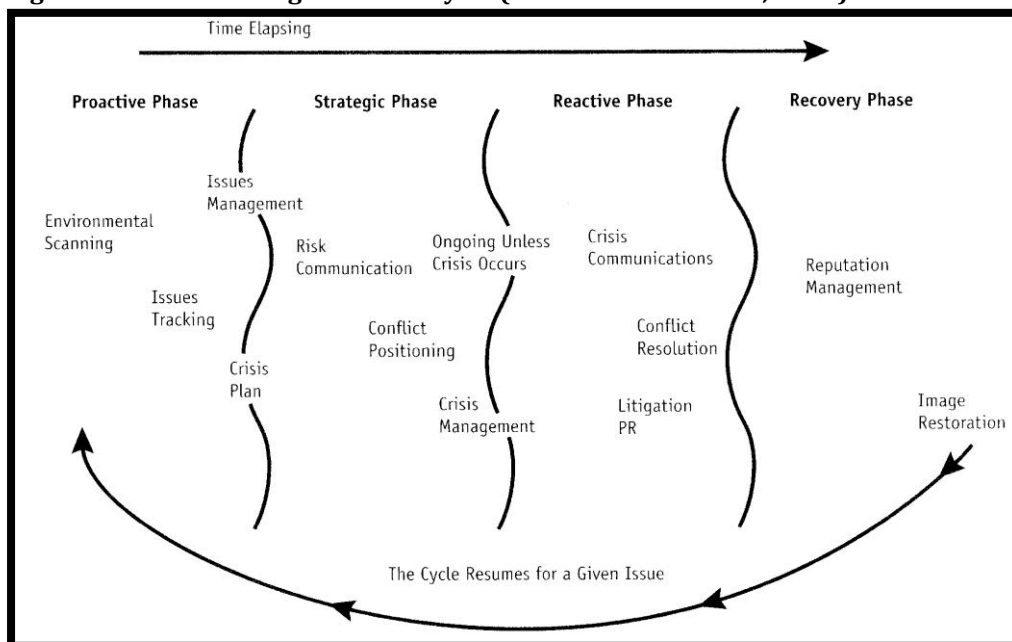 Time Elapsing
Proactive Phase
Strategic Phase
Reactive Phase
Recovery Phase
Issues
Management
Environmental
Scanning
Issues
Tracking
Crisis
Plan
Risk
Communication
Conflict
Positioning
Ongoing Unless
Crisis Occurs
Crisis
Management
Crisis
Communications
Conflict
Resolution
Litigation
PR
Reputation
Management
Image
Restoration
The Cycle Resumes for a Given Issue